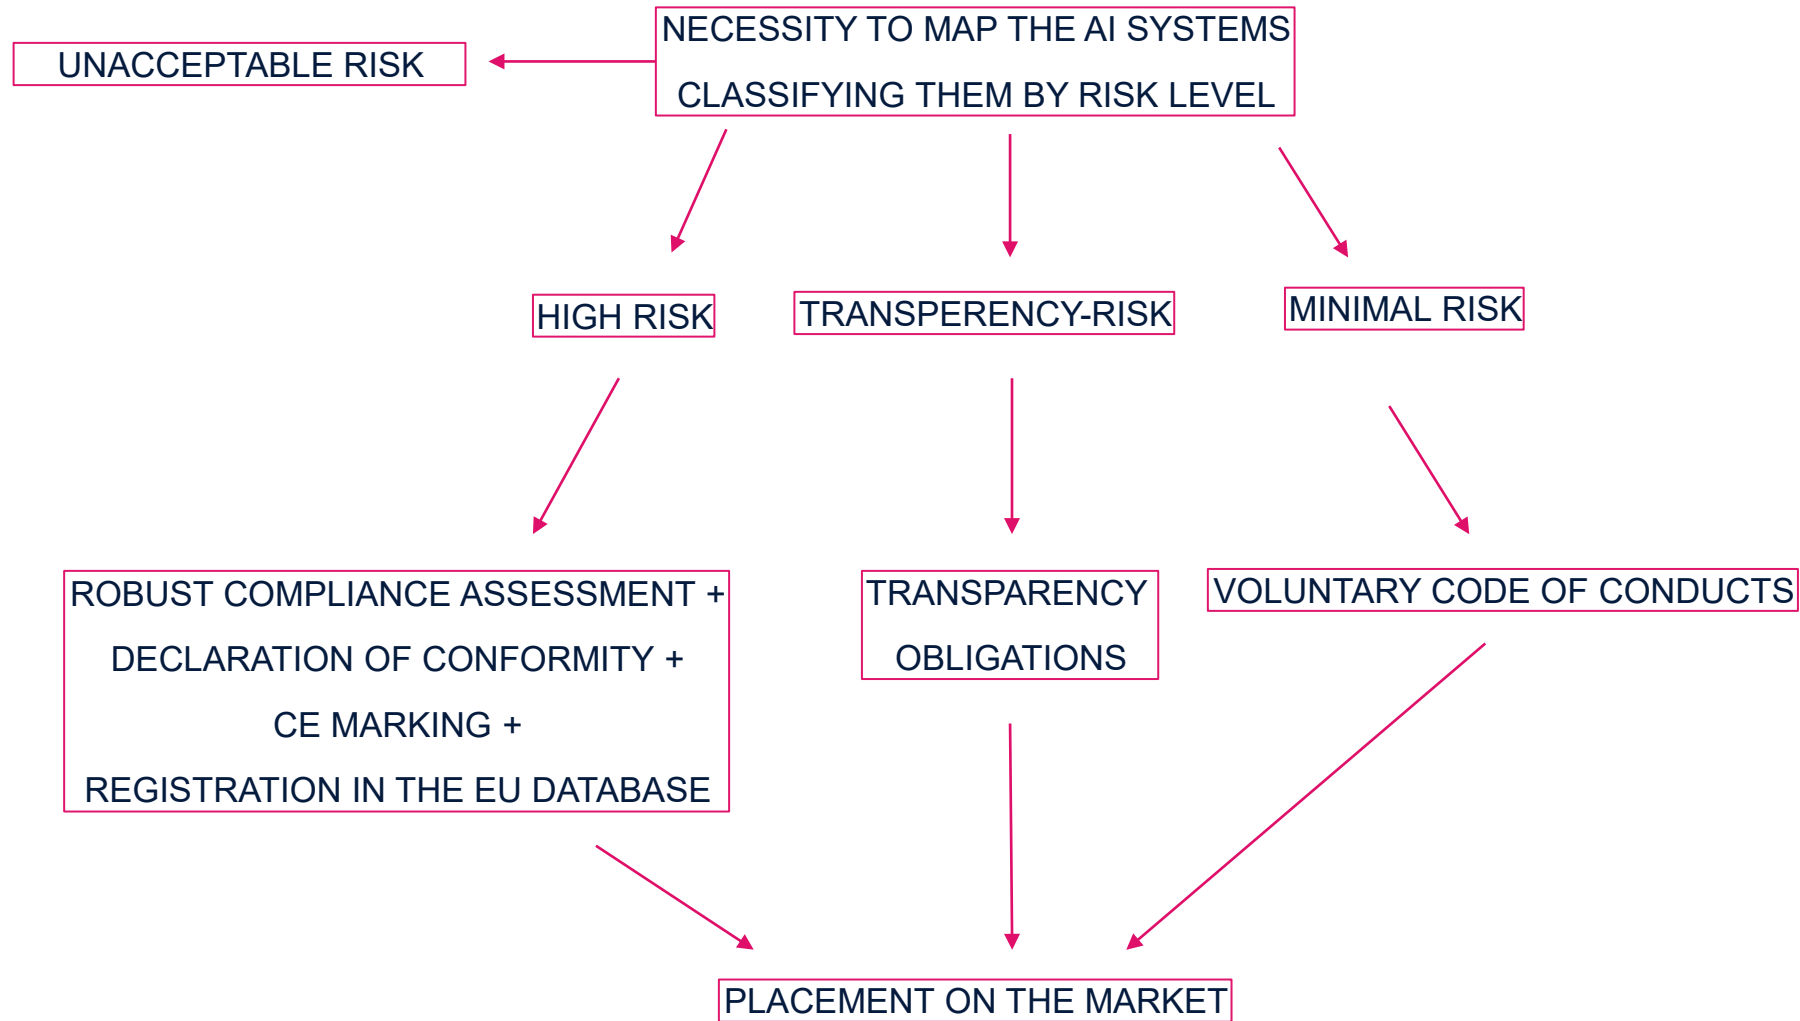 NECESSITY TO MAP THE AI SYSTEMS
CLASSIFYING THEM BY RISK LEVEL
UNACCEPTABLE RISK
HIGH RISK
TRANSPERENCY-RISK
MINIMAL RISK
ROBUST COMPLIANCE ASSESSMENT +
DECLARATION OF CONFORMITY +
CE MARKING +
REGISTRATION IN THE EU DATABASE
TRANSPARENCY
OBLIGATIONS
VOLUNTARY CODE OF CONDUCTS
PLACEMENT ON THE MARKET